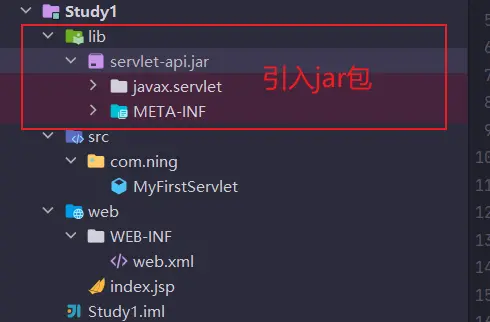 Study1
lib
servlet-api.jar
javax.servlet
引入jar包
META-INF
src
com.ning
MyFirstServlet
web
WEB-INF
web.xml
index.jsp
Study1.iml
5
6
7
8
9
10
11
12
13
14
15
16